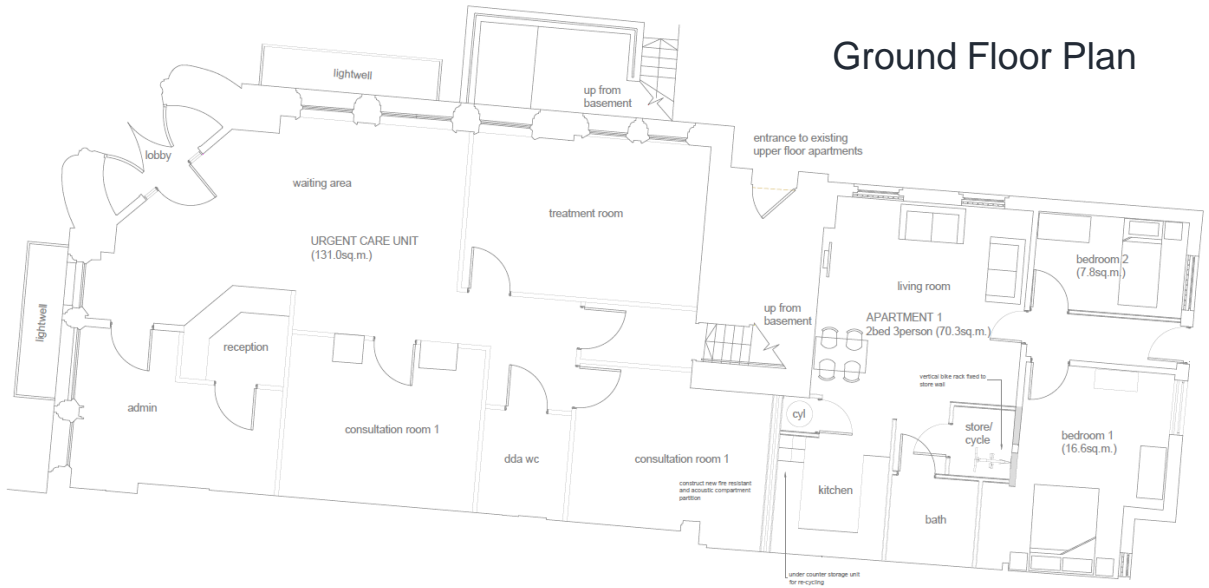 Ground Floor Plan
lightwell
up from
basement
entrance to existing
upper floor apartments
lobby
waiting area
treatment room
URGENT CARE UNIT
(131.0sq.m.)
bedroom 2
(7.8sq.m.)
living room
lightwell
up from
basement
APARTMENT 1
2bed 3person (70.3sq.m.)
reception
vertical bike rack fixed to
store wall
admin
cyl
consultation room 1
store/
cycle
bedroom 1
(16.6sq.m.)
dda wc
consultation room 1
construct new fire resistant
and acoustic compartment
partition
kitchen
bath
under counter storage unit
for re-cycling